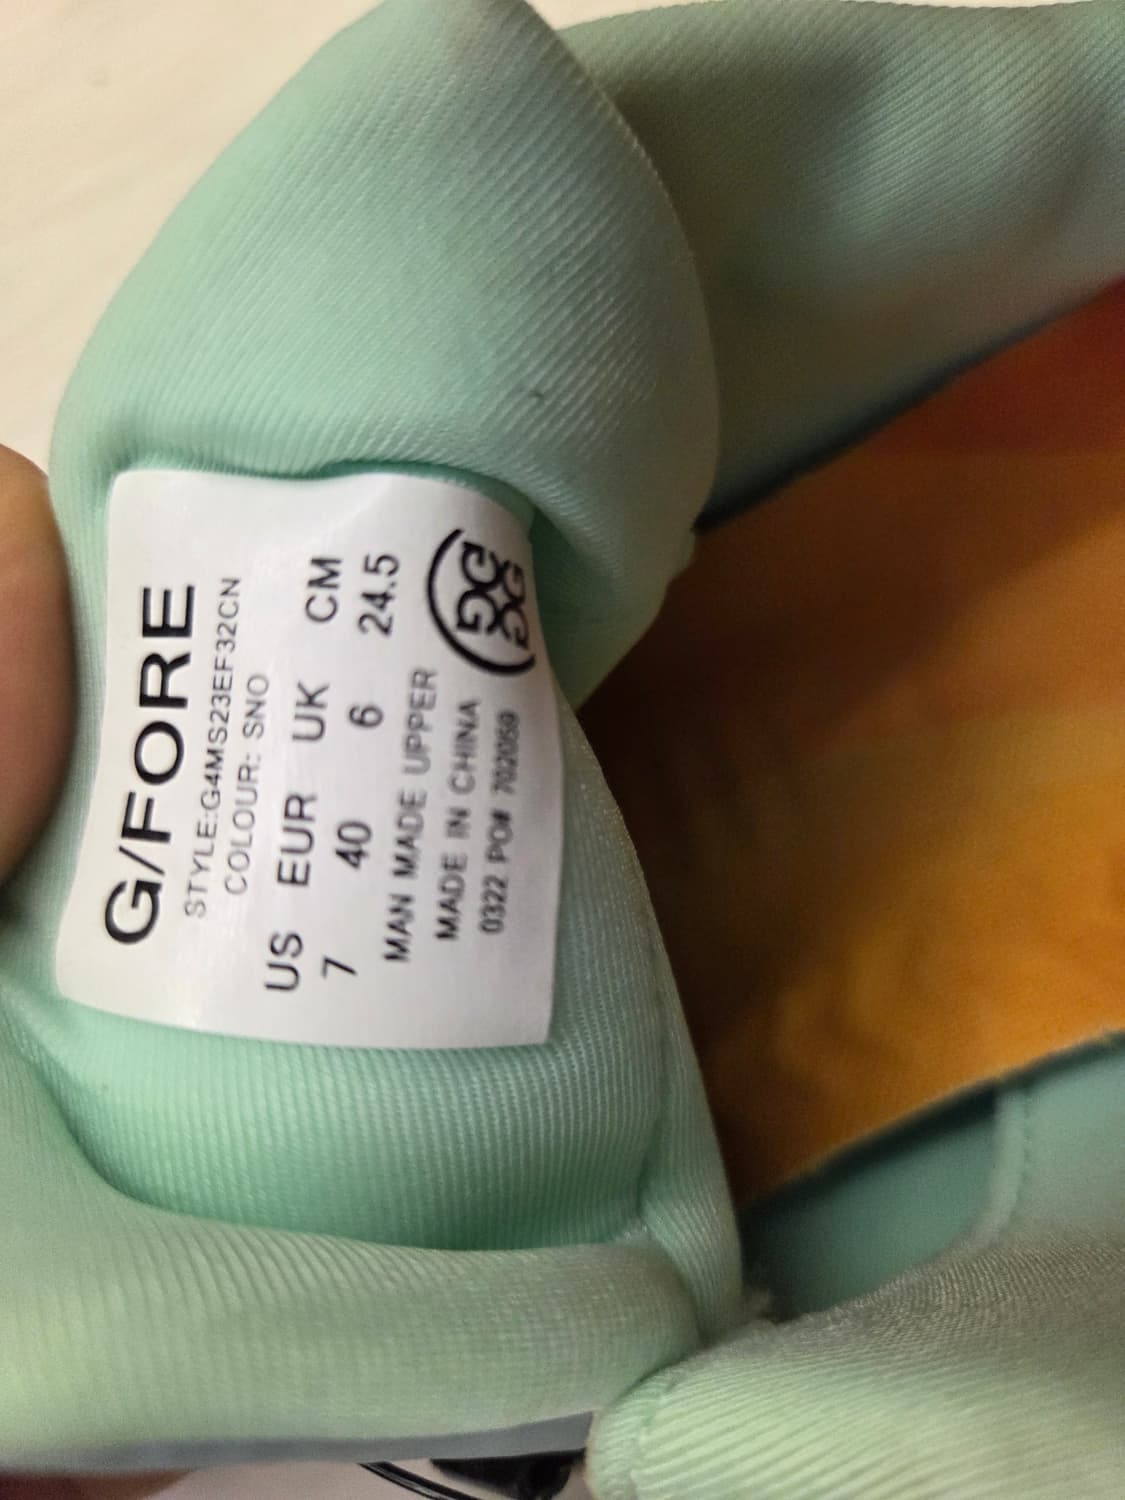 G/FORE
STYLE:G4MS23EF32CN
COLOUR: SNO
US EUR UK CM
7 40 6 24.5
MAN MADE UPPER
MADE IN CHINA
0322 PO# 7020959